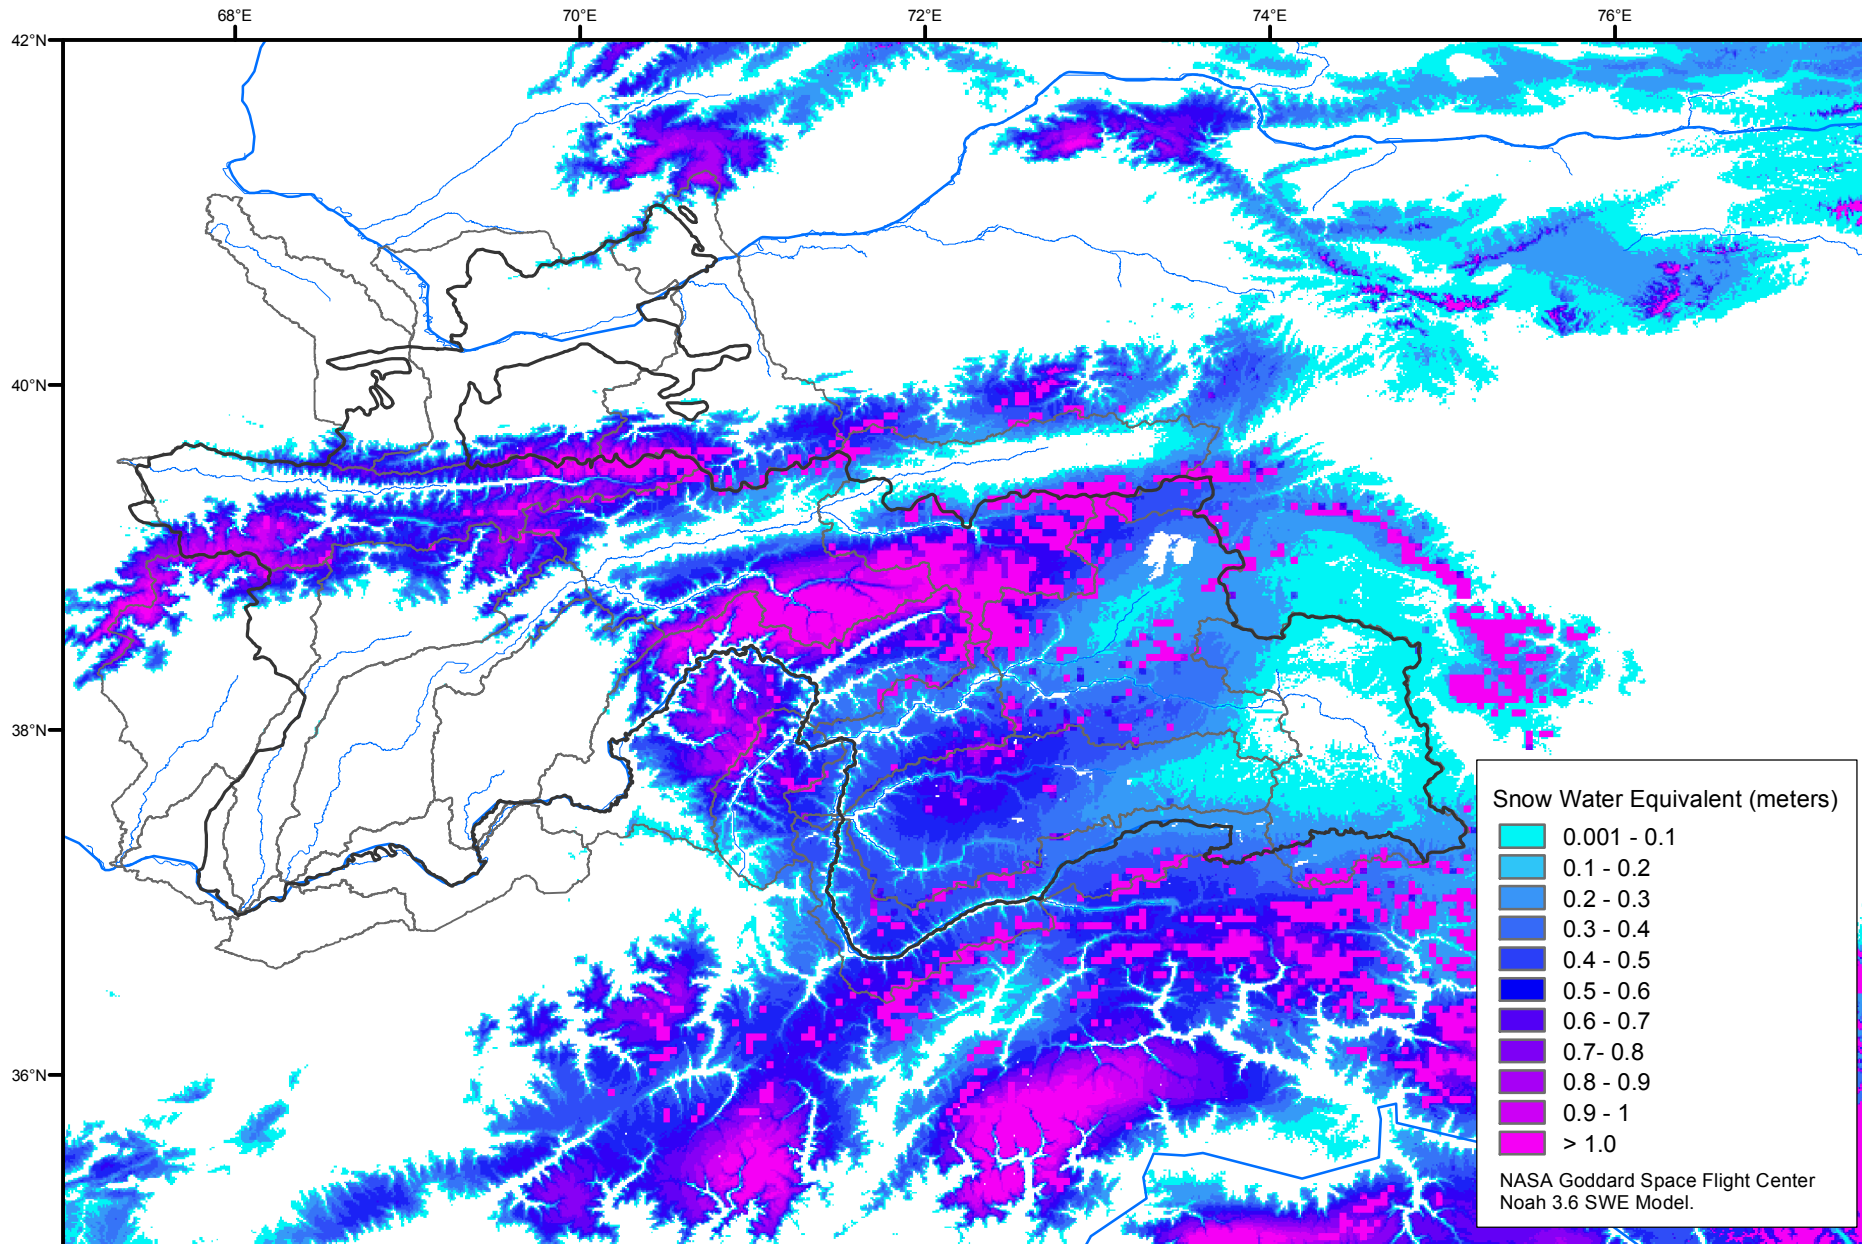 68°E
70°E
72°E
74°E
76°E
42°N
40°N
38°N
36°N
Snow Water Equivalent (meters)
0.001 - 0.1
0.1 - 0.2
0.2 - 0.3
0.3 - 0.4
0.4 - 0.5
0.5 - 0.6
0.6 - 0.7
0.7- 0.8
0.8 - 0.9
0.9 - 1
> 1.0
NASA Goddard Space Flight Center
Noah 3.6 SWE Model.